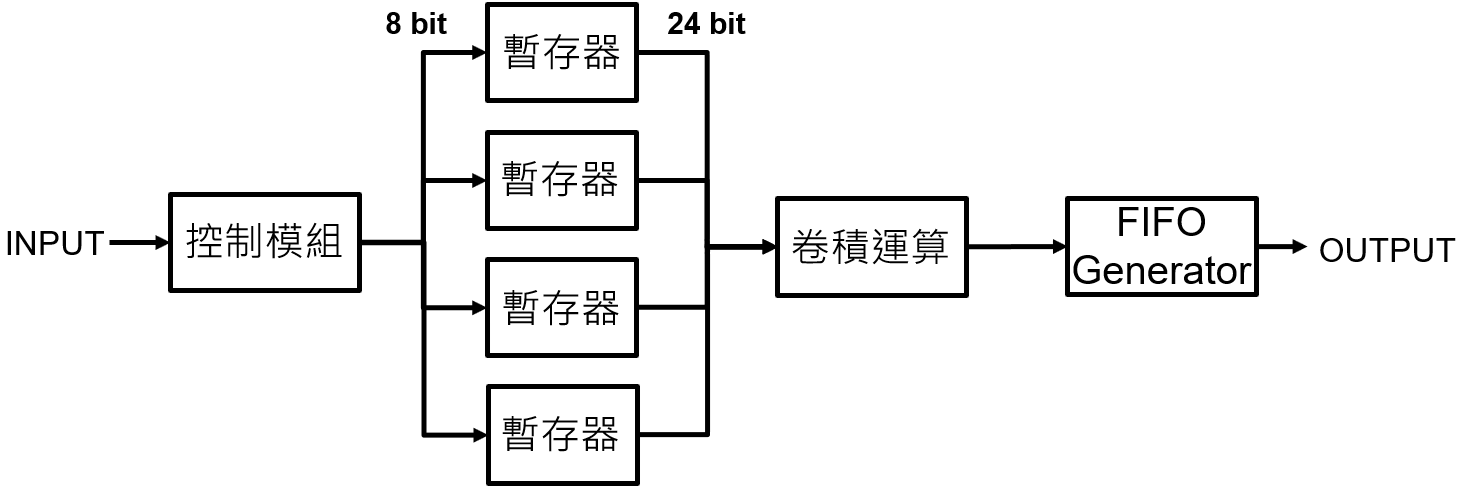 INPUT
控制模組
8 bit
暫存器
暫存器
暫存器
暫存器
24 bit
卷積運算
FIFO
Generator
OUTPUT